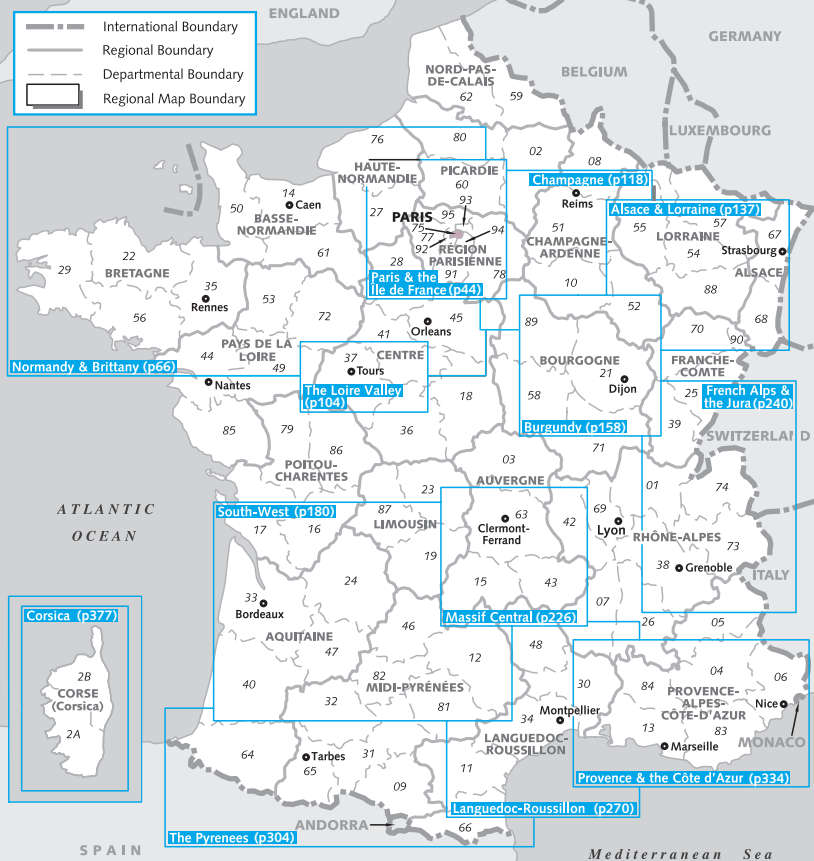 ENGLAND
International Boundary
Regional Boundary
Departmental Boundary
Regional Map Boundary
GERMANY
BELGIUM
LUXEMBOURG
NORD-PAS-
DE-CALAIS
62
59
76
80
02
08
HAUTE-
NORMANDIE
PICARDIE
60
Champagne (p118)
Reims
14
Caen
50
BASSE-
NORMANDIE
27
93
95
PARIS
75
77
92
94
RÉGION
PARISIENNE
51
CHAMPAGNE-
ARDENNE
Alsace & Lorraine (p137)
55
57
LORRAINE
67
54
Strasbourg
ALSACE
88
68
22
29
BRETAGNE
35
Rennes
56
61
28
91
78
Paris & the
Île de France (p44)
10
52
53
72
45
Orleans
41
89
70
90
44
PAYS DE LA
LOIRE
49
Normandy & Brittany (p66)
37
CENTRE
Tours
The Loire Valley
(p104)
BOURGOGNE
21
Dijon
58
Burgundy (p158)
FRANCHE-
COMTE
25
French Alps &
the Jura (p240)
39
SWITZERLAND
Nantes
85
79
86
36
18
71
POITOU-
CHARENTES
03
AUVERGNE
01
74
ATLANTIC
OCEAN
South-West (p180)
17
16
23
87
LIMOUSIN
19
63
Clermont-
Ferrand
42
69
Lyon
RHÔNE-ALPES
73
38
Grenoble
ITALY
24
15
43
Massif Central (p226)
07
26
05
33
Bordeaux
AQUITAINE
47
46
12
48
Corsica (p377)
2B
CORSE
(Corsica)
2A
40
32
82
MIDI-PYRÉNÉES
81
30
84
04
06
PROVENCE-
ALPES-
CÔTE-D'AZUR
Nice
83
13
Marseille
MONACO
Montpellier
34
LANGUEDOC-
ROUSSILLON
64
Tarbes
65
31
09
11
Provence & the Côte d'Azur (p334)
Languedoc-Roussillon (p270)
ANDORRA
66
The Pyrenees (p304)
SPAIN
Mediterranean Sea